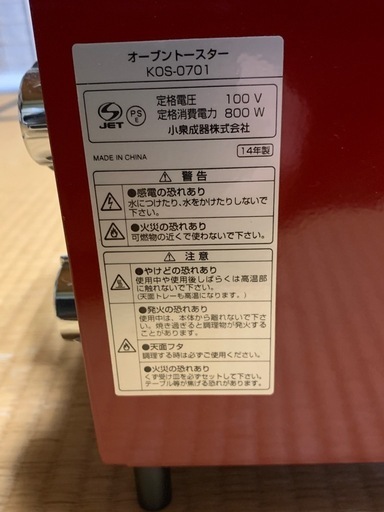 オーブントースター
KOS-0701
JET
PS
E
定格電圧 100 V
定格消費電力 800 W
小泉成器株式会社
MADE IN CHINA
14年製
警告
●感電の恐れあり
水につけたり、水をかけたりしないで
下さい。
●火災の恐れあり
可燃物の近くで使わないで下さい。
注意
●やけどの恐れあり
使用中や使用後しばらくは高温部
に触れないで下さい。
(天面トレーも高温になります。)
●発火の恐れあり
使用中は、本体から離れないで下さ
い。焼き過ぎると調理物が発火する
ことがあります。
●天面フタ
調理する時は必ずご使用ください。
●火災の恐れあり
くず受け皿を必ずセットして下さい。
テーブル等が焦げる恐れがあります。